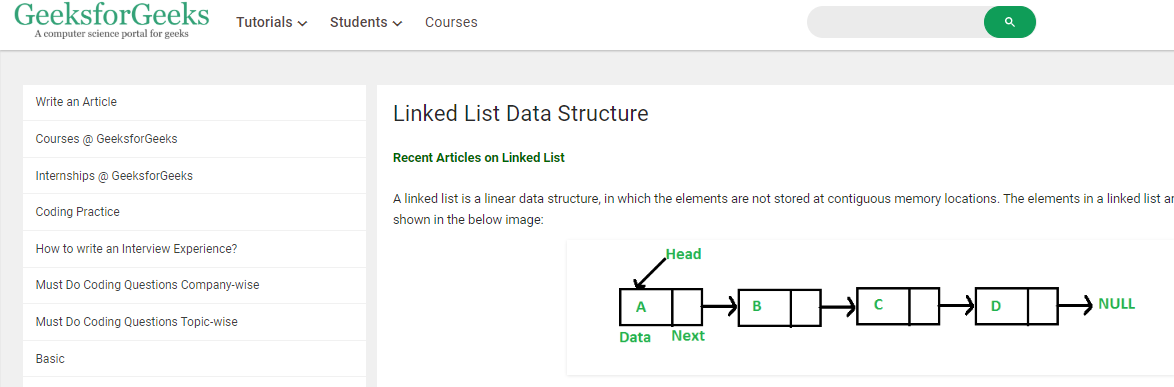 GeeksforGeeks
A computer science portal for geeks
Tutorials
Students
Courses
Write an Article
Courses @ GeeksforGeeks
Internships @ GeeksforGeeks
Coding Practice
How to write an Interview Experience?
Must Do Coding Questions Company-wise
Must Do Coding Questions Topic-wise
Basic
Linked List Data Structure
Recent Articles on Linked List
A linked list is a linear data structure, in which the elements are not stored at contiguous memory locations. The elements in a linked list
shown in the below image:
Head
A B C D NULL
Data Next